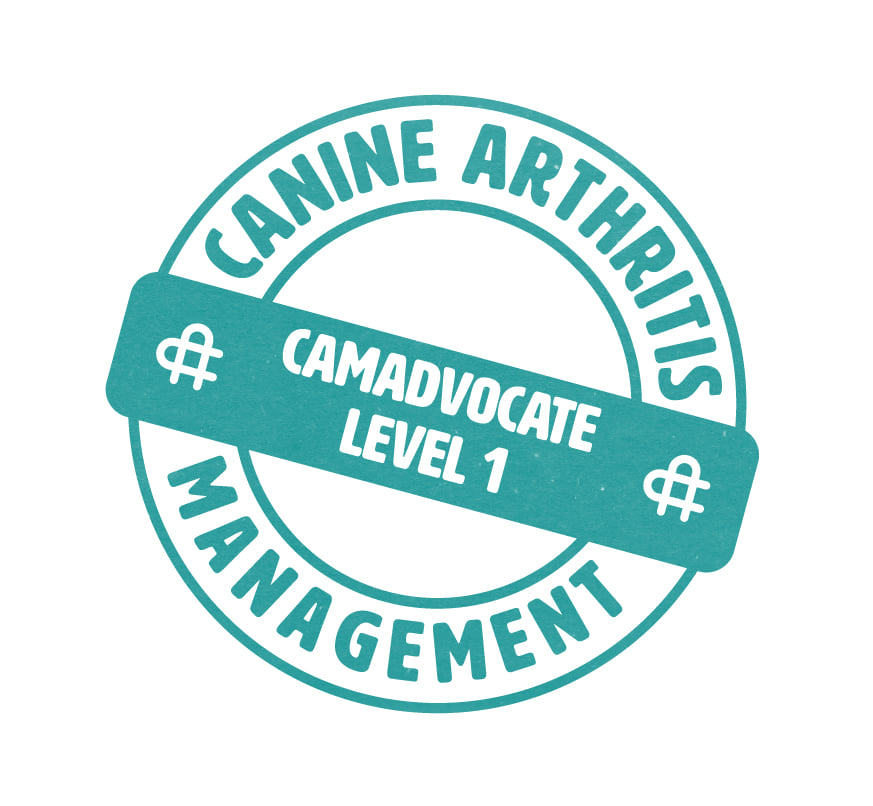 CANINE ARTHRITIS
CAMADVOCATE
LEVEL 1
MANAGEMENT